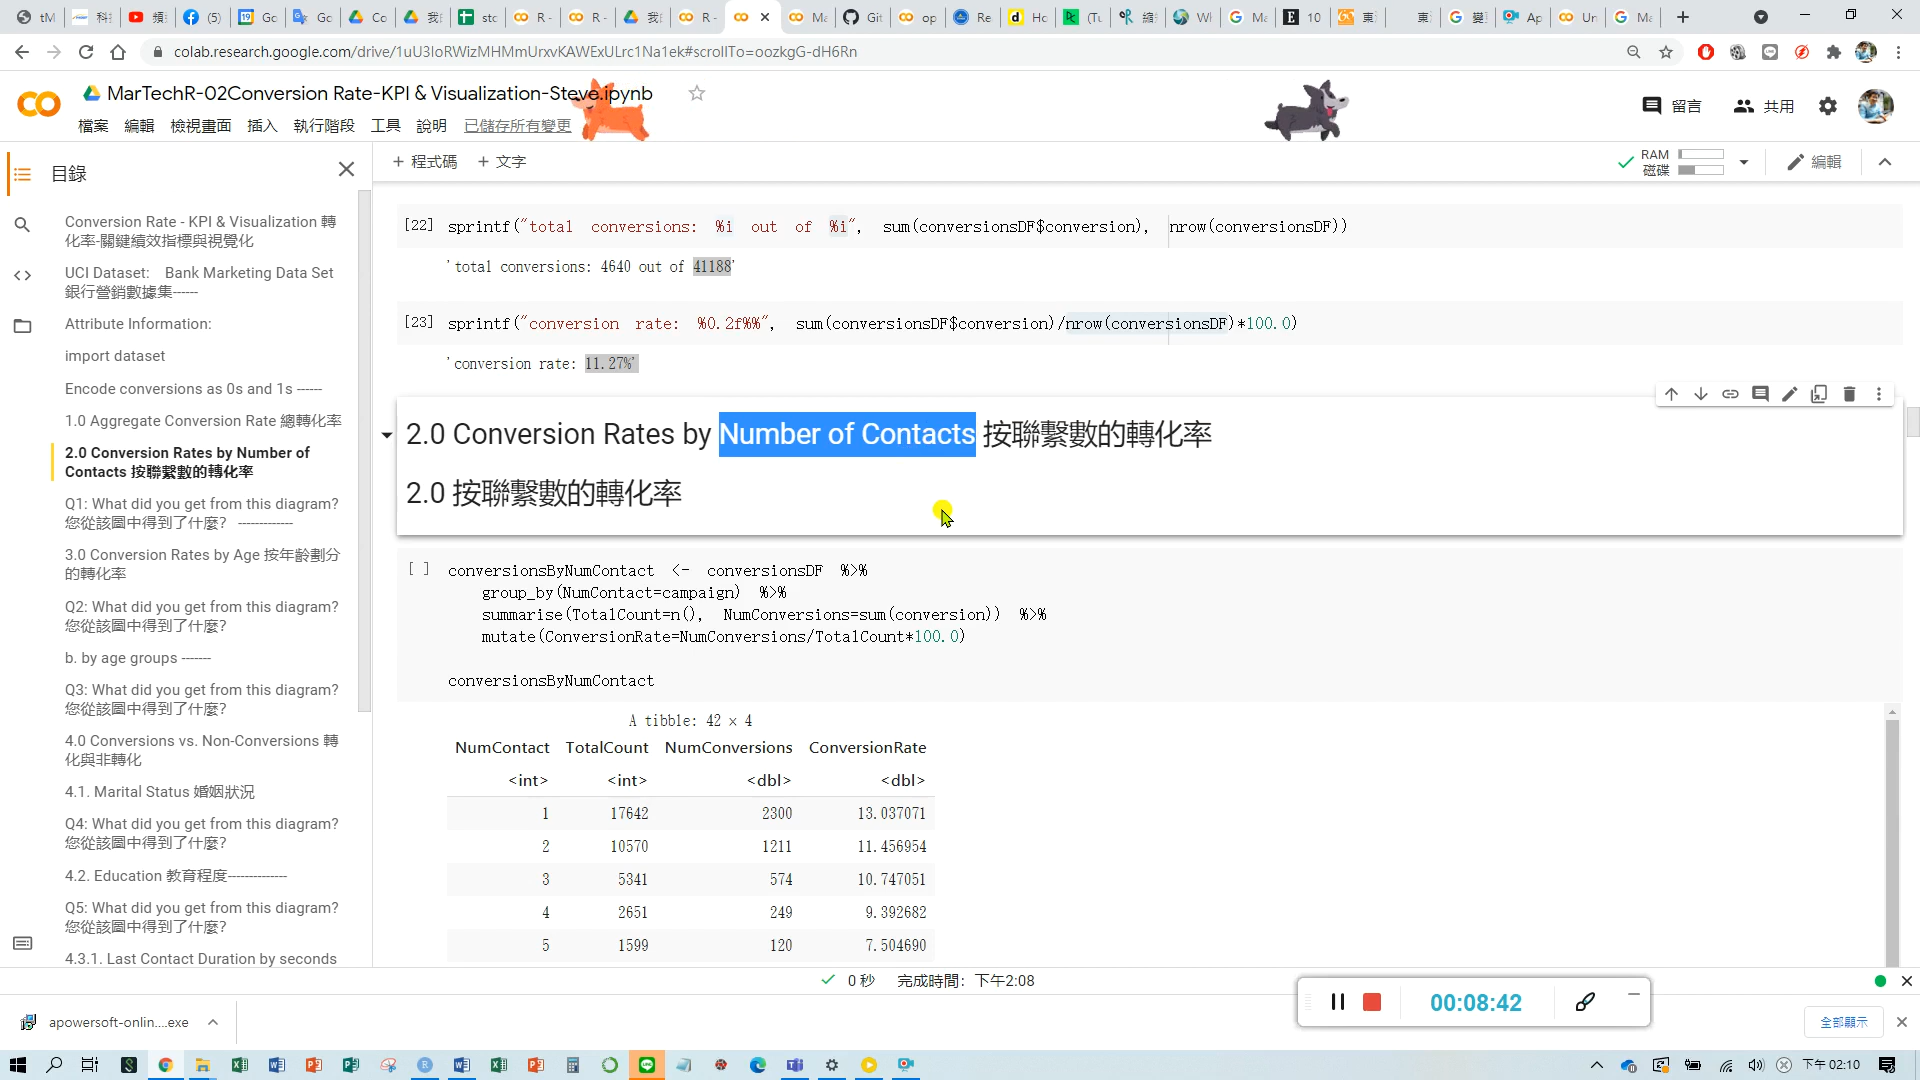 colab.research.google.com/drive/1uU3IoRWizMHMmUrxvKAWExULrc1Na1ek#scrollTo=oozkgG-dH6Rn
MarTechR-02Conversion Rate-KPI & Visualization-Steve.ipynb
檔案 編輯 檢視畫面 插入 執行階段 工具 說明 已儲存所有變更
留言 共用
目錄
+ 程式碼 + 文字
RAM
磁碟
編輯
Conversion Rate - KPI & Visualization 轉
化率-關鍵績效指標與視覺化
UCI Dataset: Bank Marketing Data Set
銀行營銷數據集------
Attribute Information:
import dataset
Encode conversions as 0s and 1s ------
1.0 Aggregate Conversion Rate 總轉化率
2.0 Conversion Rates by Number of
Contacts 按聯繫數的轉化率
Q1: What did you get from this diagram?
您從該圖中得到了什麼? -------------
3.0 Conversion Rates by Age 按年齡劃分
的轉化率
Q2: What did you get from this diagram?
您從該圖中得到了什麼?
b. by age groups -------
Q3: What did you get from this diagram?
您從該圖中得到了什麼?
4.0 Conversions vs. Non-Conversions 轉
化與非轉化
4.1. Marital Status 婚姻狀況
Q4: What did you get from this diagram?
您從該圖中得到了什麼?
4.2. Education 教育程度--------------
Q5: What did you get from this diagram?
您從該圖中得到了什麼?
4.3.1. Last Contact Duration by seconds
[22] sprintf("total conversions: %i out of %i", sum(conversionsDF$conversion), nrow(conversionsDF))
'total conversions: 4640 out of 41188'
[23] sprintf("conversion rate: %0.2f%%", sum(conversionsDF$conversion)/nrow(conversionsDF)*100.0)
'conversion rate: 11.27%'
2.0 Conversion Rates by Number of Contacts 按聯繫數的轉化率
2.0 按聯繫數的轉化率
[ ] conversionsByNumContact <- conversionsDF %>%
group_by(NumContact=campaign) %>%
summarise(TotalCount=n(), NumConversions=sum(conversion)) %>%
mutate(ConversionRate=NumConversions/TotalCount*100.0)
conversionsByNumContact
A tibble: 42 × 4
NumContact TotalCount NumConversions ConversionRate
<int> <int> <dbl> <dbl>
1 17642 2300 13.037071
2 10570 1211 11.456954
3 5341 574 10.747051
4 2651 249 9.392682
5 1599 120 7.504690
0 秒 完成時間: 下午2:08
00:08:42
apowersoft-onlin....exe
全部顯示
下午 02:10